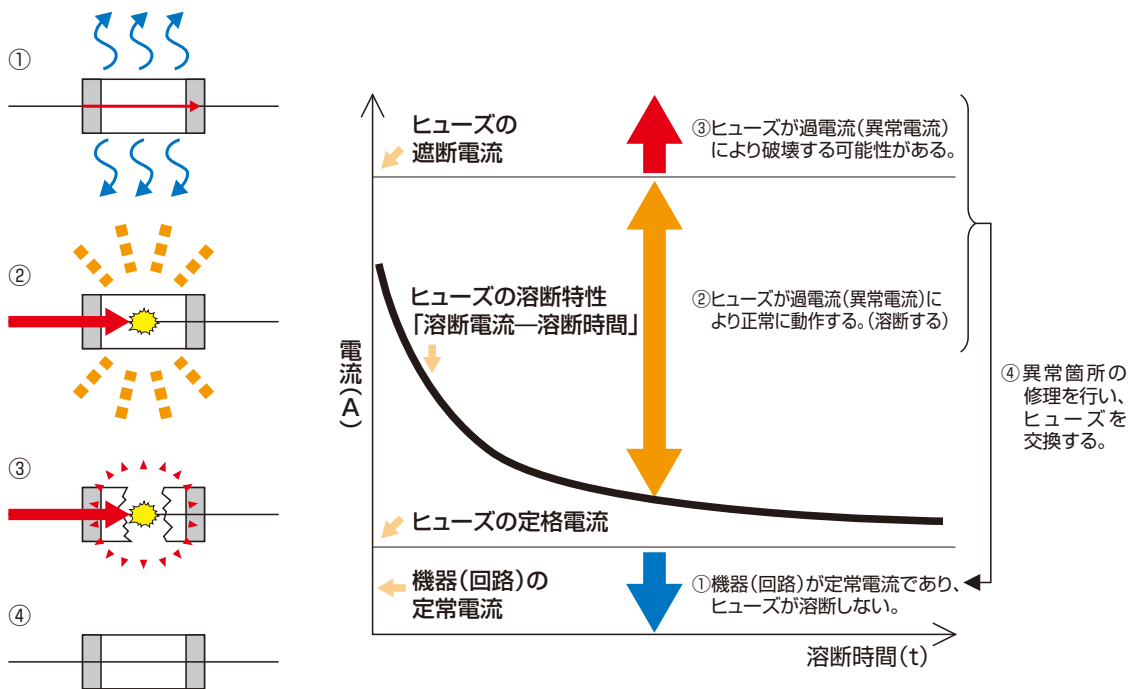 ①
②
③
④
ヒューズの
遮断電流
③ヒューズが過電流(異常電流)
により破壊する可能性がある。
ヒューズの溶断特性
「溶断電流―溶断時間」
②ヒューズが過電流(異常電流)に
より正常に動作する。(溶断する)
電流(A)
④異常箇所の
修理を行い、
ヒューズを
交換する。
ヒューズの定格電流
機器(回路)の
定常電流
①機器(回路)が定常電流であり、
ヒューズが溶断しない。
溶断時間(t)